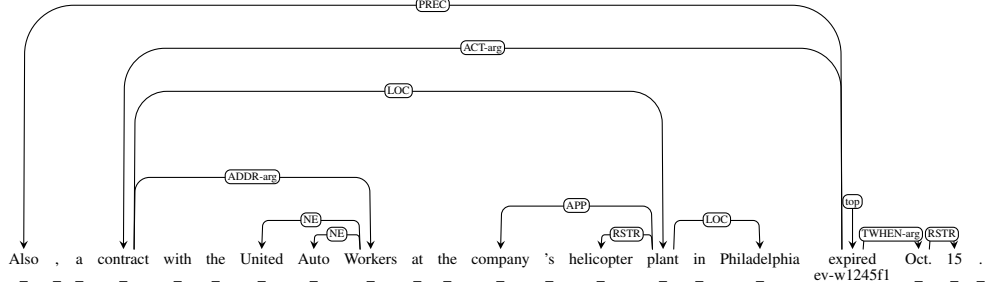 PREC
ACT-arg
LOC
ADDR-arg
APP
top
NE
LOC
NE
RSTR
TWHEN-arg RSTR
Also , a contract with the United Auto Workers at the company 's helicopter plant in Philadelphia expired Oct. 15 .
_ _ _ _ _ _ _ _ _ _ _ _ _ _ _ _ _ ev-w1245f1 _ _ _